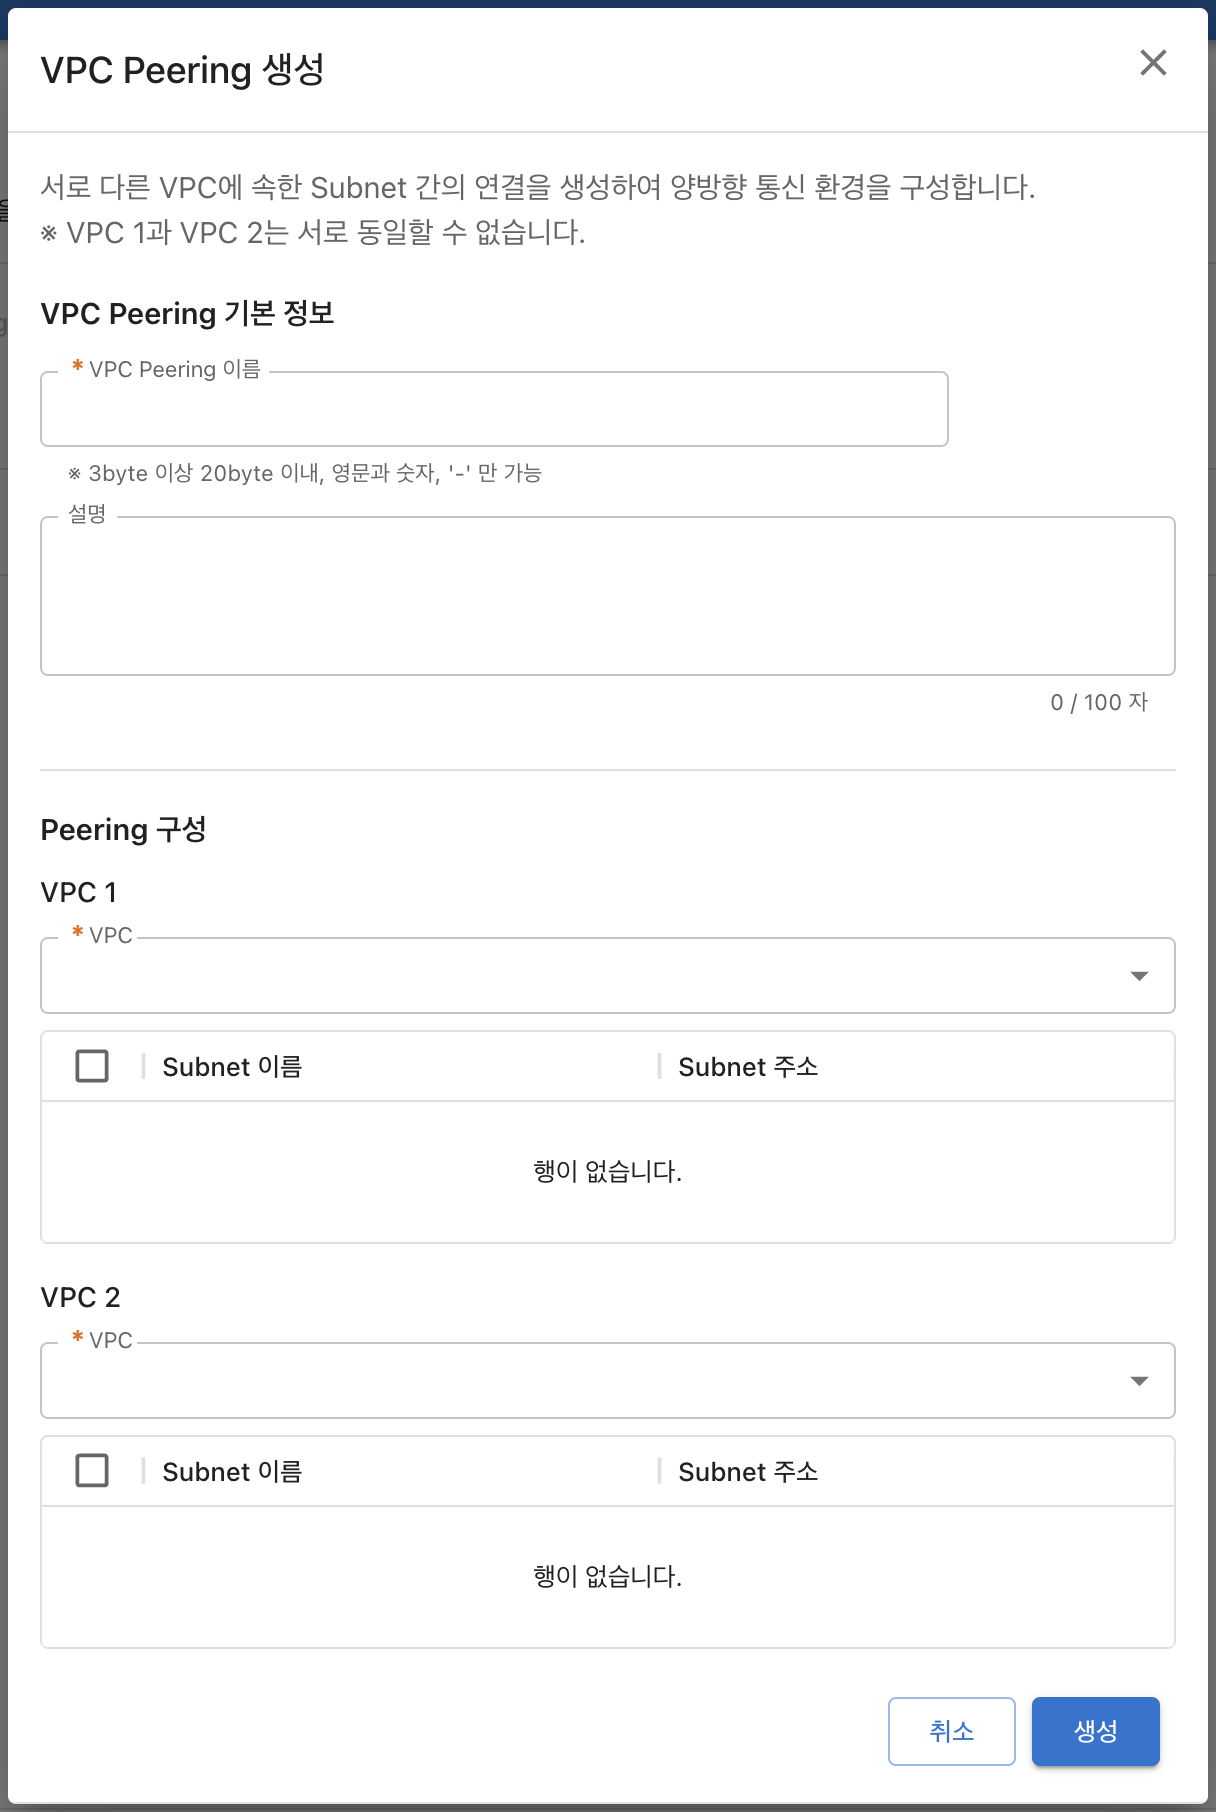 VPC Peering 생성
서로 다른 VPC에 속한 Subnet 간의 연결을 생성하여 양방향 통신 환경을 구성합니다.
※ VPC 1과 VPC 2는 서로 동일할 수 없습니다.
VPC Peering 기본 정보
* VPC Peering 이름
※ 3byte 이상 20byte 이내, 영문과 숫자, '-' 만 가능
설명
0 / 100 자
Peering 구성
VPC 1
* VPC
Subnet 이름 Subnet 주소
행이 없습니다.
VPC 2
* VPC
Subnet 이름 Subnet 주소
행이 없습니다.
취소 생성